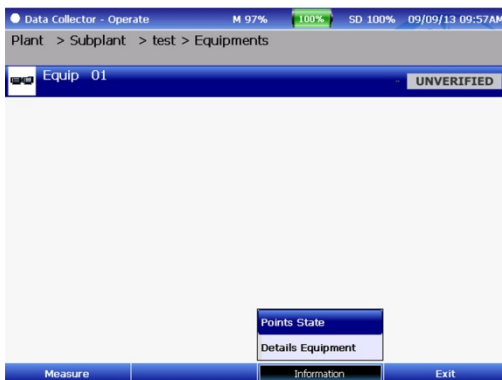 Data Collector - Operate M 97% 100% SD 100% 09/09/13 09:57AM
Plant > Subplant > test > Equipments
Equip 01 - UNVERIFIED
Points State
Details Equipment
Measure Information Exit